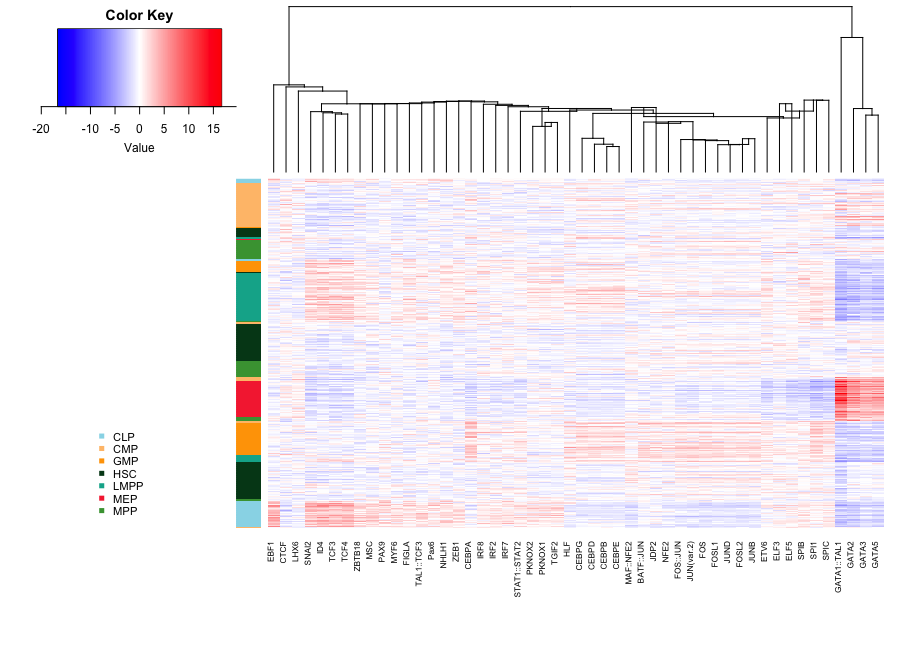 Color Key
-20 -10 -5 0 5 10 15
Value
CLP
CMP
GMP
HSC
LMPP
MEP
MPP
EBF1
CTCF
LHX6
SNAI2
ID4
TCF3
TCF4
ZBTB18
MSC
PAX9
MYF6
FIGLA
TAL1::TCF3
Pax6
NHLH1
ZEB1
CEBPA
IRF8
IRF2
IRF7
STAT1::STAT2
PKNOX2
PKNOX1
TGIF2
HLF
CEBPG
CEBPD
CEBPB
CEBPE
MAF::NFE2
BATF::JUN
JDP2
NFE2
FOS::JUN
JUN(var.2)
FOS
FOSL1
JUND
FOSL2
JUNB
ETV6
ELF3
ELF5
SPIB
SPI1
SPIC
GATA1::TAL1
GATA2
GATA3
GATA5